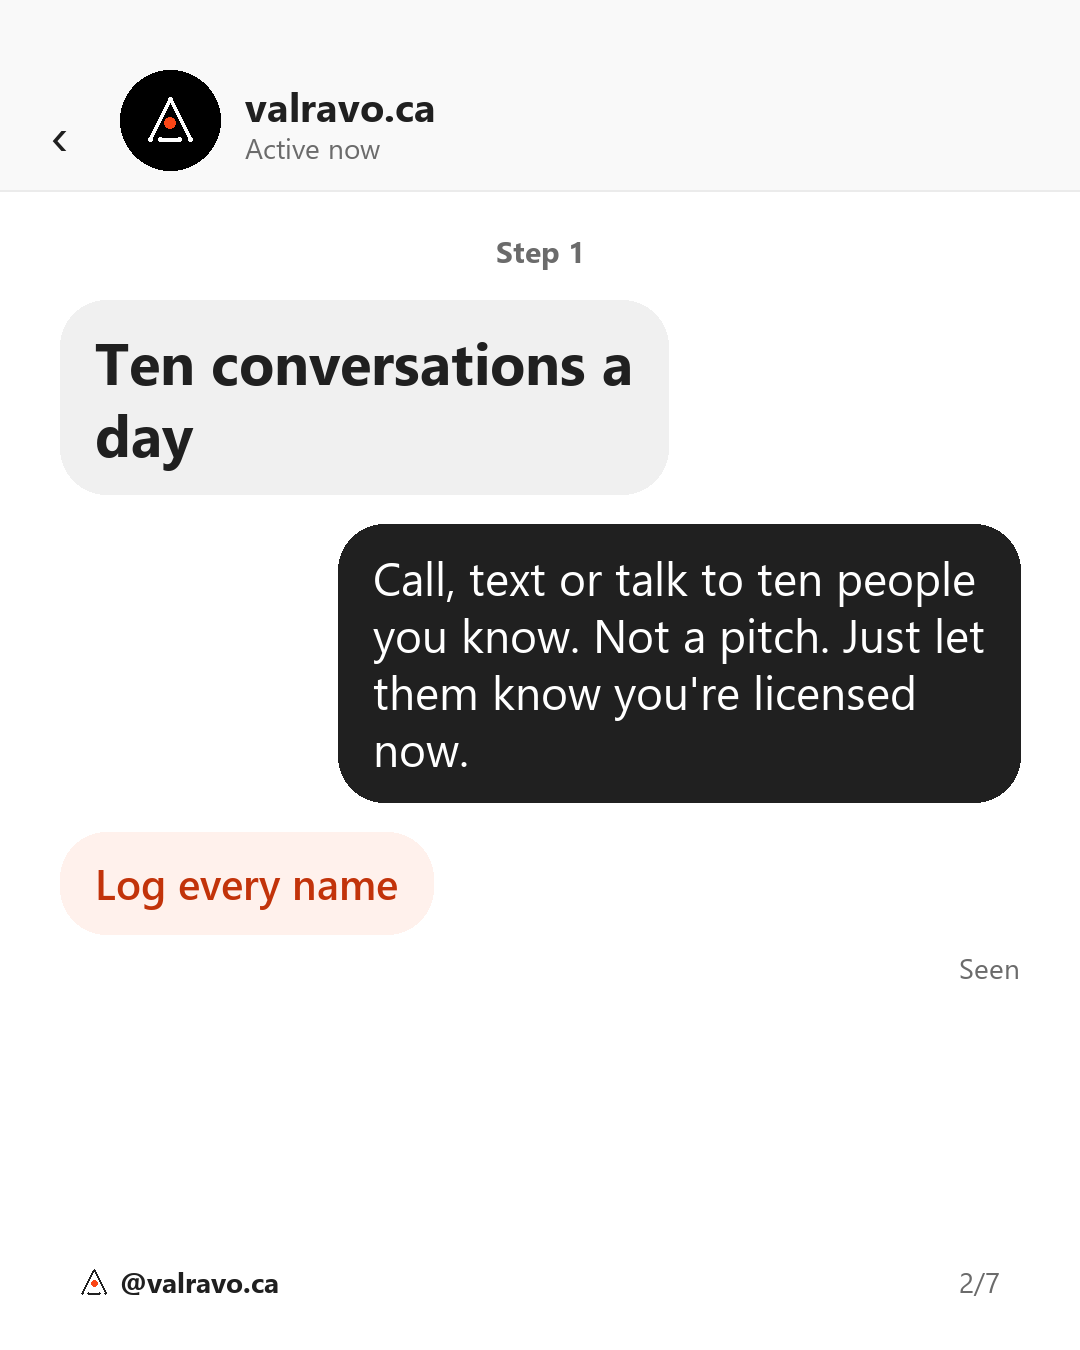 valravo.ca
Active now
Step 1
Ten conversations a
day
Call, text or talk to ten people
you know. Not a pitch. Just let
them know you're licensed
now.
Log every name
Seen
@valravo.ca
2/7